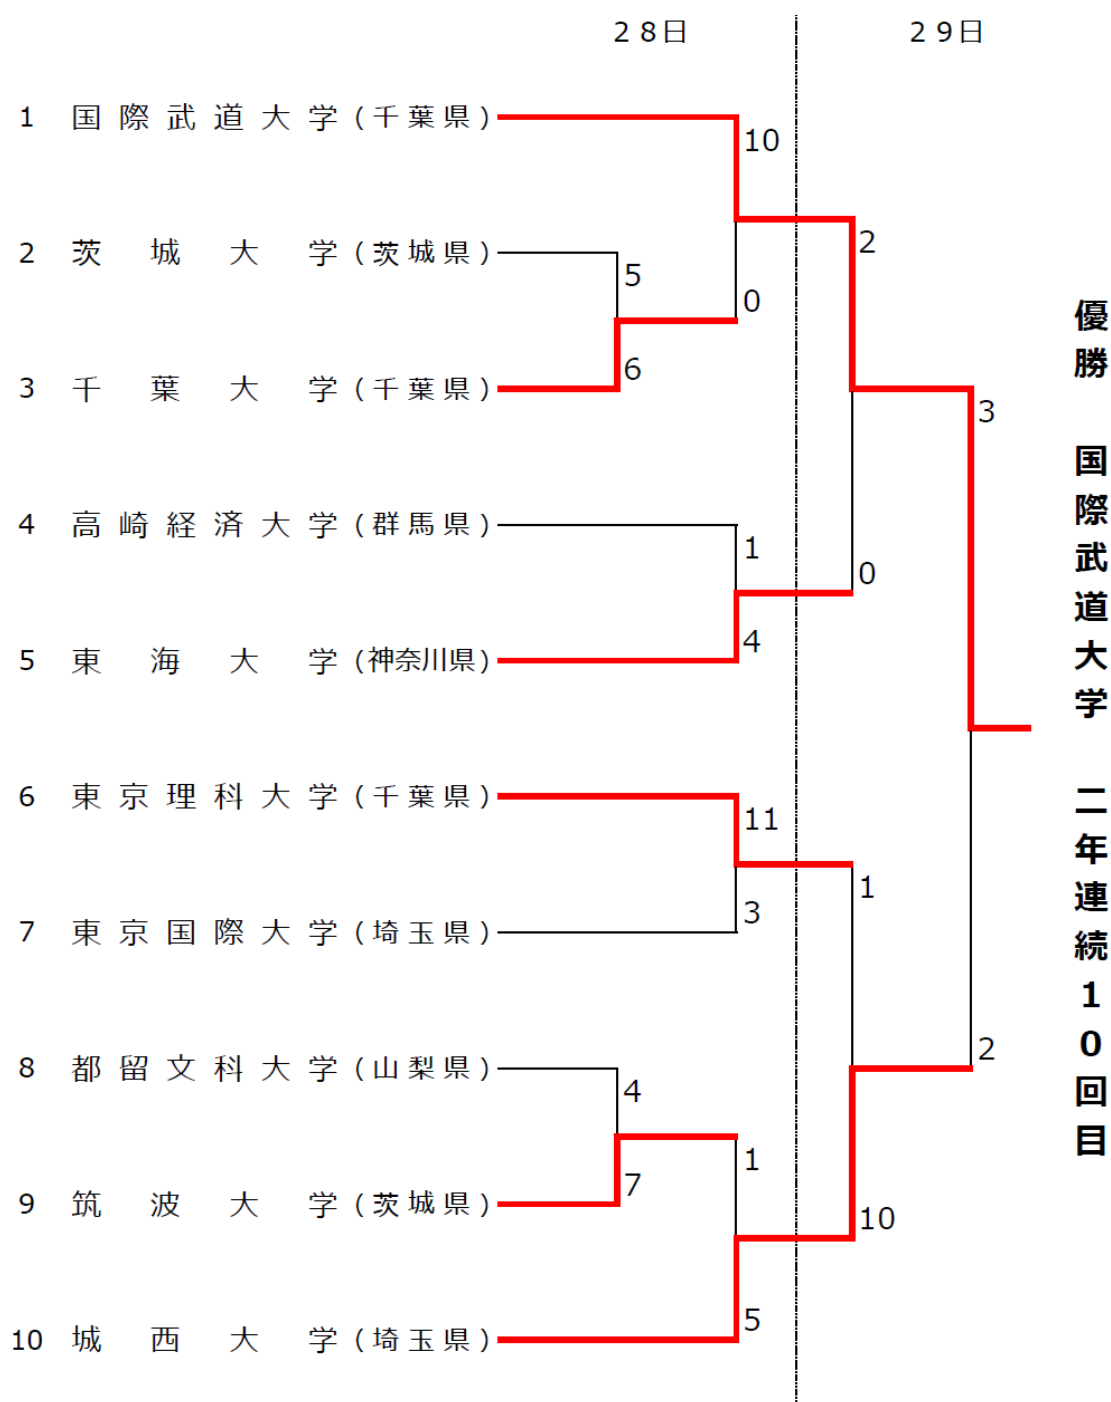 ２８日 ２９日
1 国際武道大学(千葉県)
10
2 茨城大学(茨城県)
2
5
0
3 千葉大学(千葉県)
6
3
4 高崎経済大学(群馬県)
1
0
5 東海大学(神奈川県)
4
6 東京理科大学(千葉県)
11
1
7 東京国際大学(埼玉県)
3
8 都留文科大学(山梨県)
2
4
1
9 筑波大学(茨城県)
7
10
10 城西大学(埼玉県)
5
優勝 国際武道大学 二年連続１０回目